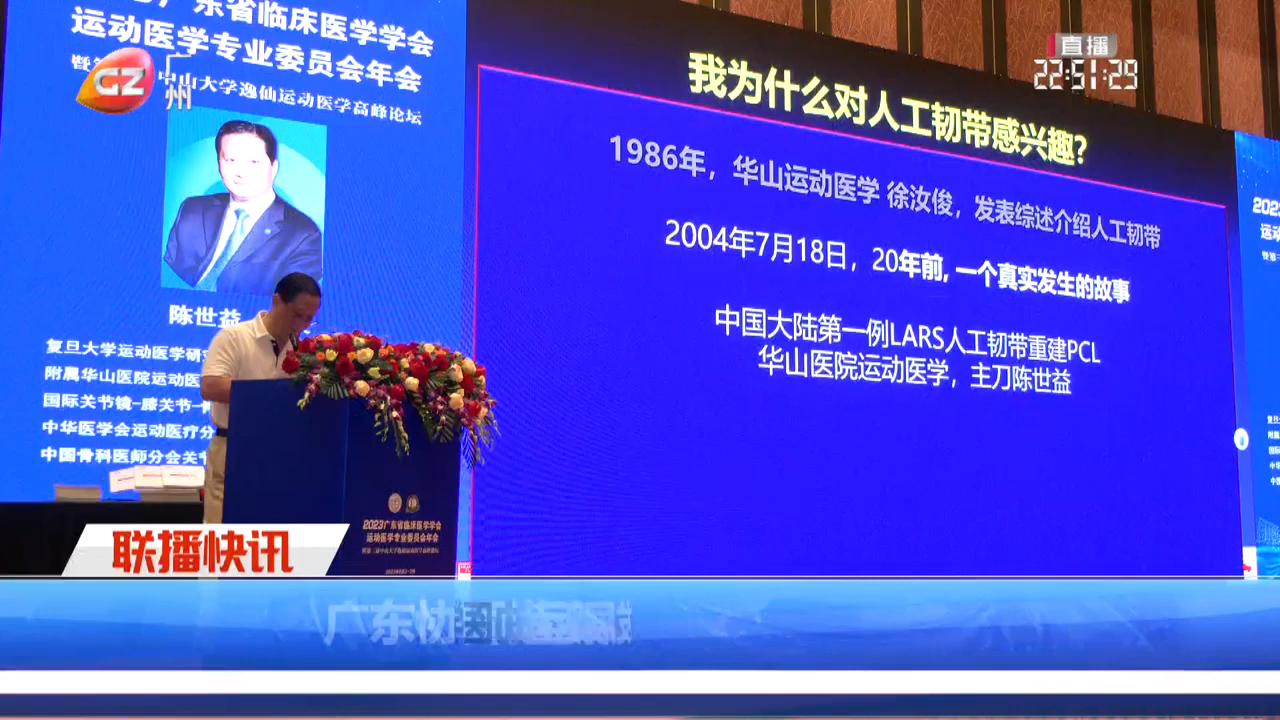 广东省临床医学学会
运动医学专业委员会年会
中山大学逸仙运动医学高峰论坛
GZ
广州
陈世益
复旦大学运动医学研
附属华山医院运动医
国际关节镜-膝关节-
中华医学会运动医疗分
中国骨科医师分会关
直播
22:51:29
我为什么对人工韧带感兴趣?
1986年，华山运动医学 徐汝俊，发表综述介绍人工韧带
2004年7月18日，20年前, 一个真实发生的故事
中国大陆第一例LARS人工韧带重建PCL
华山医院运动医学，主刀陈世益
2023广东省临床医学学会
运动医学专业委员会年会
联播快讯
广东协